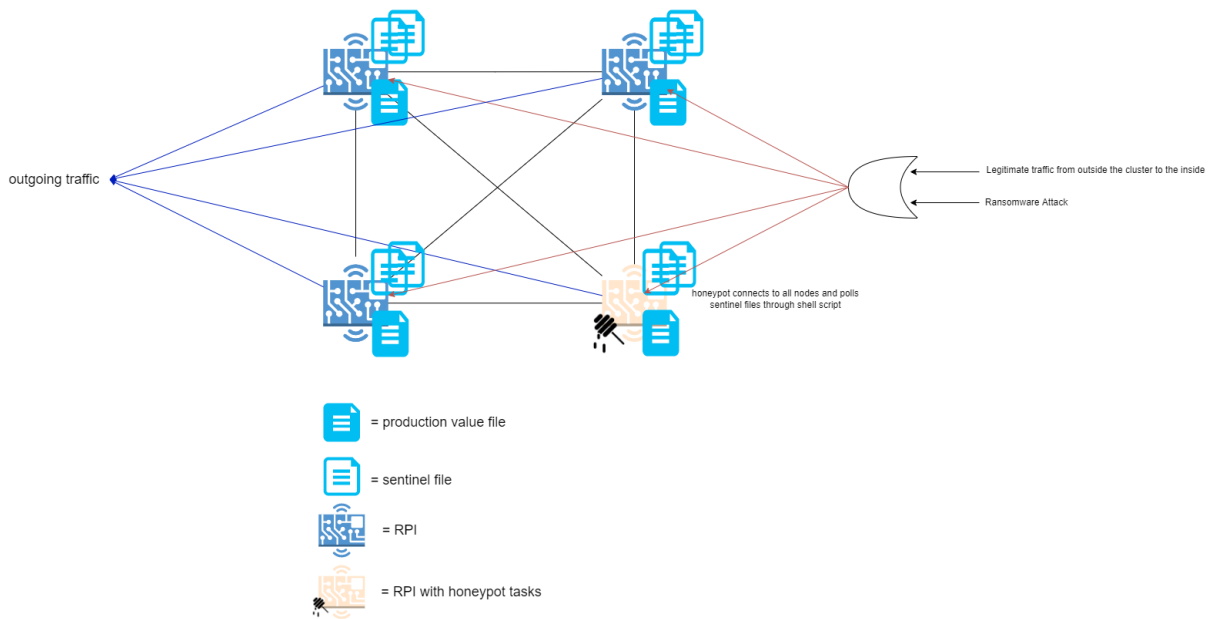 Legitimate traffic from outside the cluster to the inside
outgoing traffic
Ransomware Attack
honeypot connects to all nodes and polls
sentinel files through shell script
= production value file
= sentinel file
= RPI
= RPI with honeypot tasks